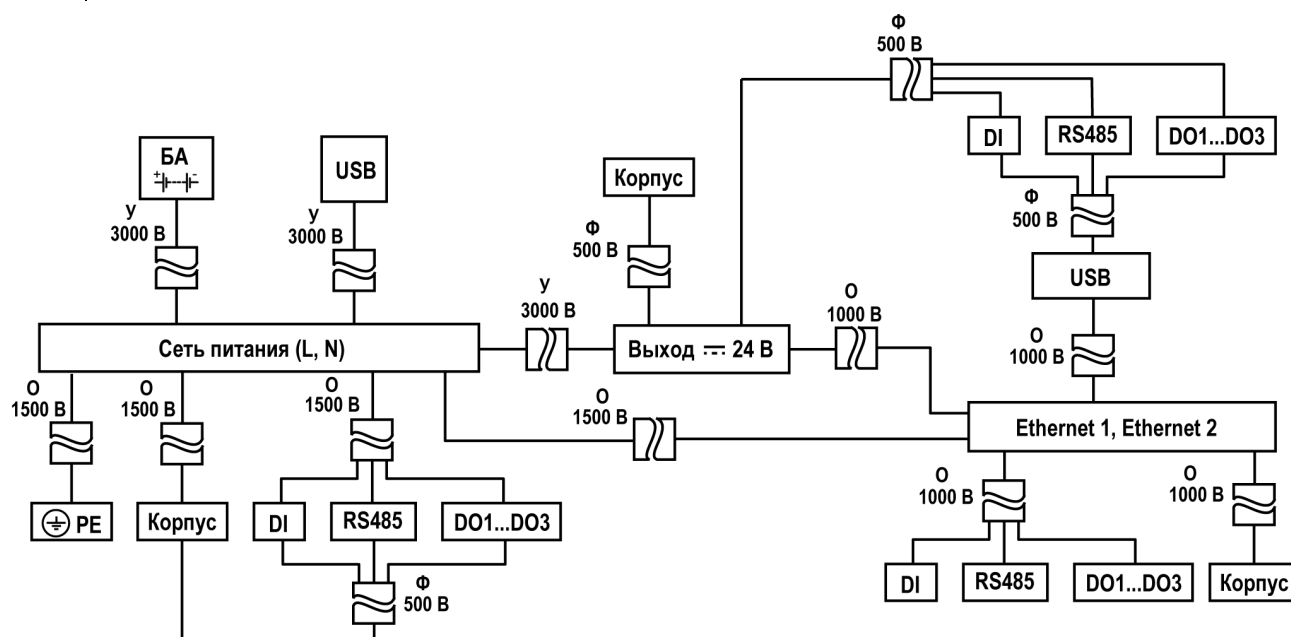 Ф
500 В
DI
RS485
DO1...DO3
БА
+ -
USB
Корпус
У
3000 В
У
3000 В
Ф
500 В
Ф
500 В
USB
У
3000 В
О
1000 В
О
1000 В
Сеть питания (L, N)
Выход ⎓ 24 В
О
1500 В
О
1500 В
О
1500 В
О
1500 В
Ethernet 1, Ethernet 2
О
1000 В
О
1000 В
PE
Корпус
DI
RS485
DO1...DO3
DI
RS485
DO1...DO3
Корпус
Ф
500 В